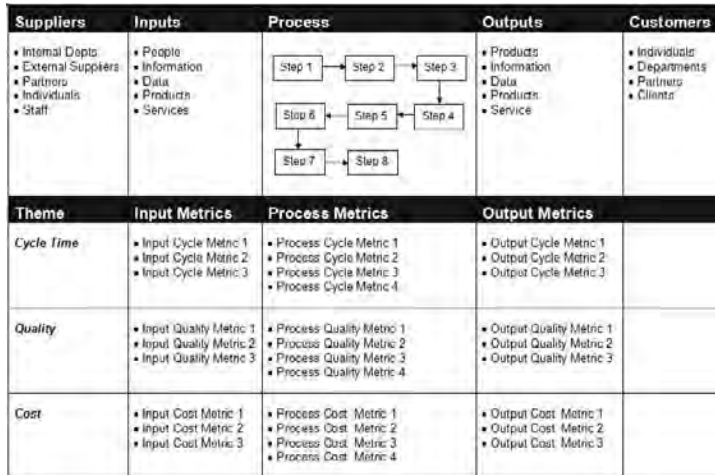 Suppliers
Inputs
Process
Outputs
Customers
▪ Internal Depts
▪ External Suppliers
▪ Partners
▪ Individuals
▪ Staff
▪ People
▪ Information
▪ Data
▪ Products
▪ Services
Step 1
Step 2
Step 3
Step 6
Step 5
Step 4
Step 7
Step 8
▪ Products
▪ Information
▪ Data
▪ Products
▪ Service
▪ Individuals
▪ Departments
▪ Partners
▪ Clients
Theme
Input Metrics
Process Metrics
Output Metrics
Cycle Time
▪ Input Cycle Metric 1
▪ Input Cycle Metric 2
▪ Input Cycle Metric 3
▪ Process Cycle Metric 1
▪ Process Cycle Metric 2
▪ Process Cycle Metric 3
▪ Process Cycle Metric 4
▪ Output Cycle Metric 1
▪ Output Cycle Metric 2
▪ Output Cycle Metric 3
Quality
▪ Input Quality Metric 1
▪ Input Quality Metric 2
▪ Input Quality Metric 3
▪ Process Quality Metric 1
▪ Process Quality Metric 2
▪ Process Quality Metric 3
▪ Process Quality Metric 4
▪ Output Quality Metric 1
▪ Output Quality Metric 2
▪ Output Quality Metric 3
Cost
▪ Input Cost Metric 1
▪ Input Cost Metric 2
▪ Input Cost Metric 3
▪ Process Cost Metric 1
▪ Process Cost Metric 2
▪ Process Cost Metric 3
▪ Process Cost Metric 4
▪ Output Cost Metric 1
▪ Output Cost Metric 2
▪ Output Cost Metric 3